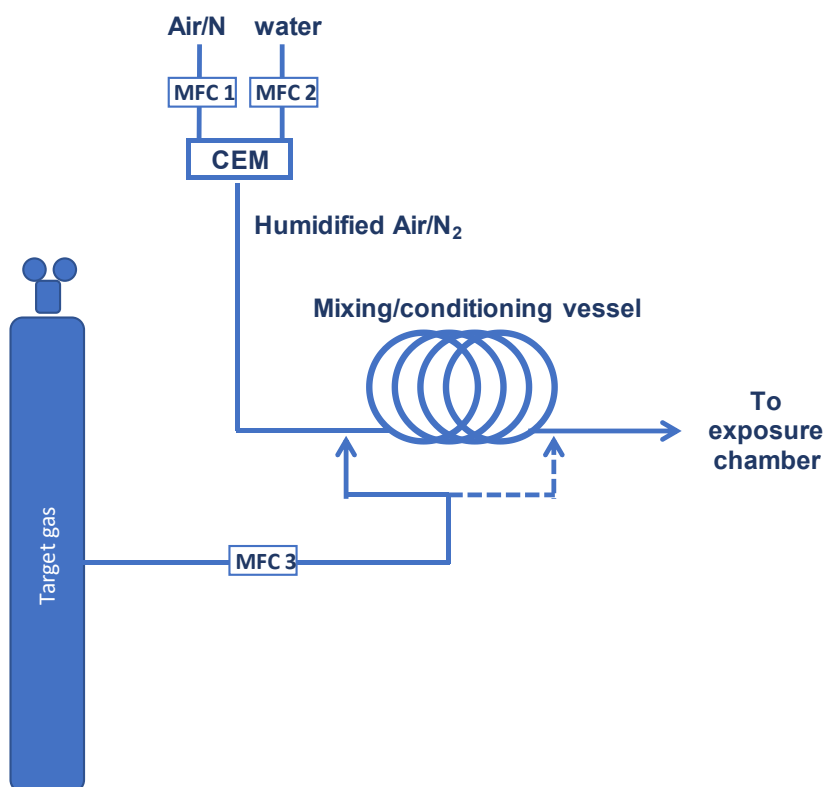 Air/N water
MFC 1 MFC 2
CEM
Humidified Air/N₂
Mixing/conditioning vessel
To
exposure
chamber
MFC 3
Target gas